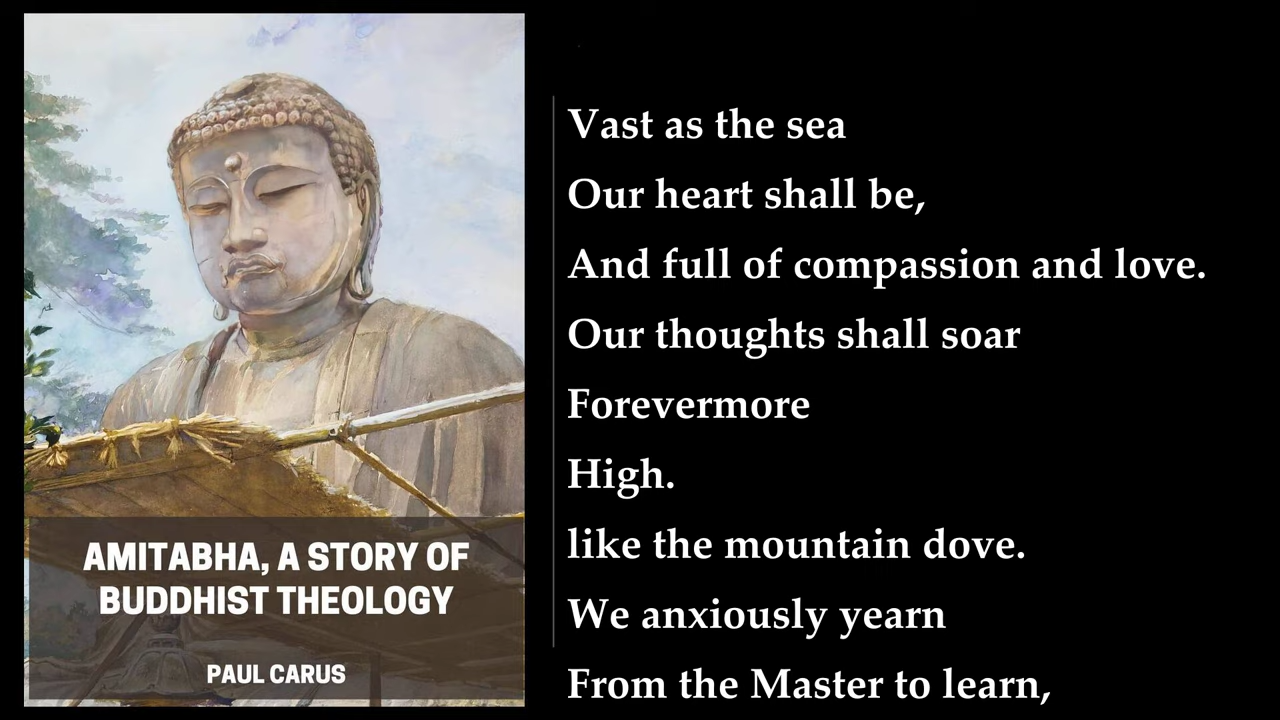 AMITABHA, A STORY OF
BUDDHIST THEOLOGY
PAUL CARUS
Vast as the sea
Our heart shall be,
And full of compassion and love.
Our thoughts shall soar
Forevermore
High.
like the mountain dove.
We anxiously yearn
From the Master to learn,